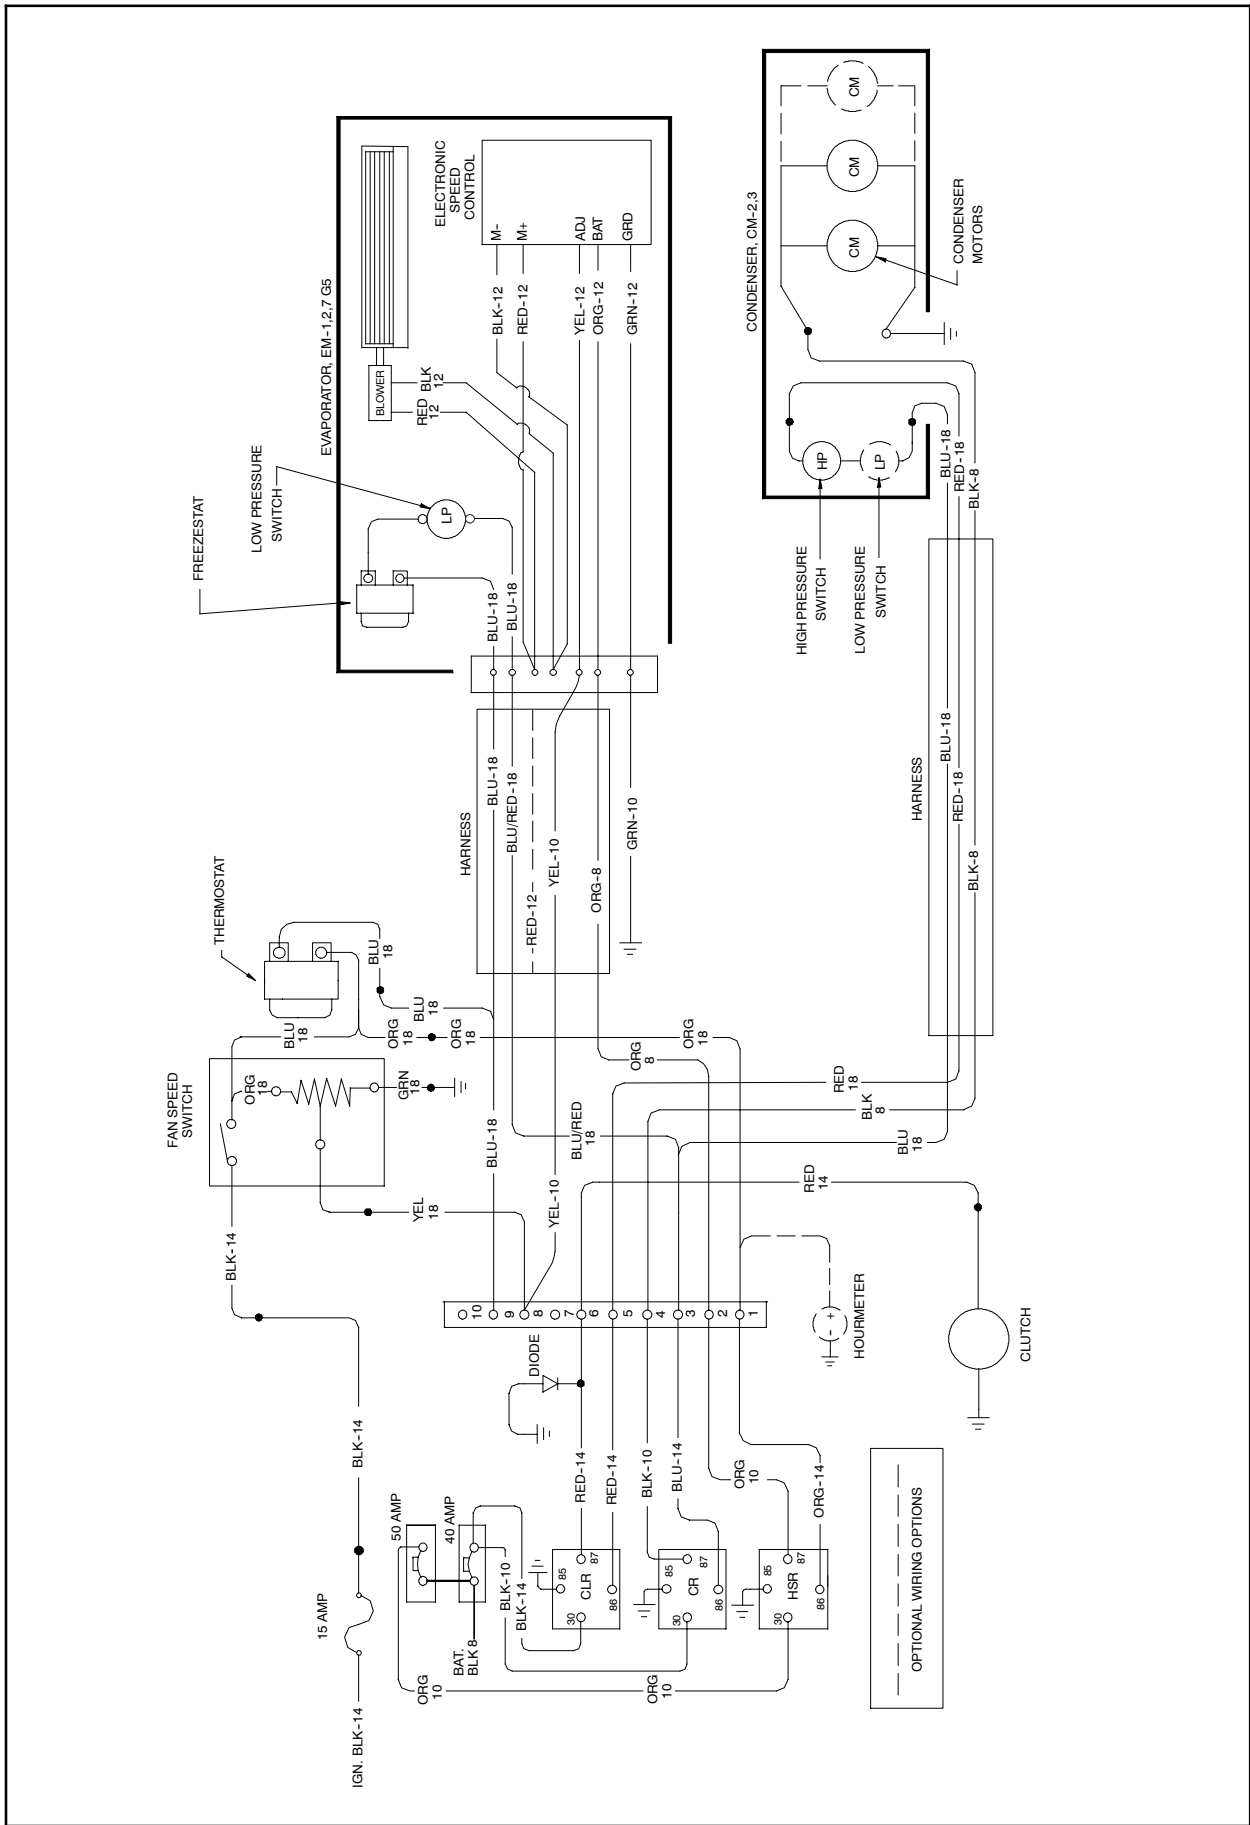 EVAPORATOR, EM-1,2,7 G5
BLOWER
RED
12
BLK
12
ELECTRONIC
SPEED
CONTROL
M-
M+
ADJ
BAT
GRD
BLK-12
RED-12
YEL-12
ORG-12
GRN-12
FREEZESTAT
LOW PRESSURE
SWITCH
LP
BLU-18
BLU-18
CONDENSER, CM-2,3
CM
CM
CM
CONDENSER
MOTORS
HP
LP
HIGH PRESSURE
SWITCH
LOW PRESSURE
SWITCH
BLU-18
RED-18
BLK-8
HARNESS
BLU-18
RED-18
BLK-8
HARNESS
BLU-18
BLU/RED-18
RED-12
YEL-10
ORG-8
GRN-10
THERMOSTAT
BLU
18
BLU
18
BLU
18
ORG
18
ORG
18
ORG
18
FAN SPEED
SWITCH
ORG
18
GRN
18
YEL
18
BLK-14
BLU-18
BLU/RED
18
YEL-10
ORG
8
RED
18
BLK
8
BLU
18
RED
14
10
9
8
7
6
5
4
3
2
1
HOURMETER
- +
CLUTCH
DIODE
BLK-14
15 AMP
IGN. BLK-14
50 AMP
40 AMP
BAT.
BLK 8
BLK-10
BLK-14
ORG
10
ORG
10
RED-14
RED-14
BLK-10
BLU-14
ORG
10
ORG-14
CLR
30
85
86
87
CR
30
85
86
87
HSR
30
85
86
87
OPTIONAL WIRING OPTIONS